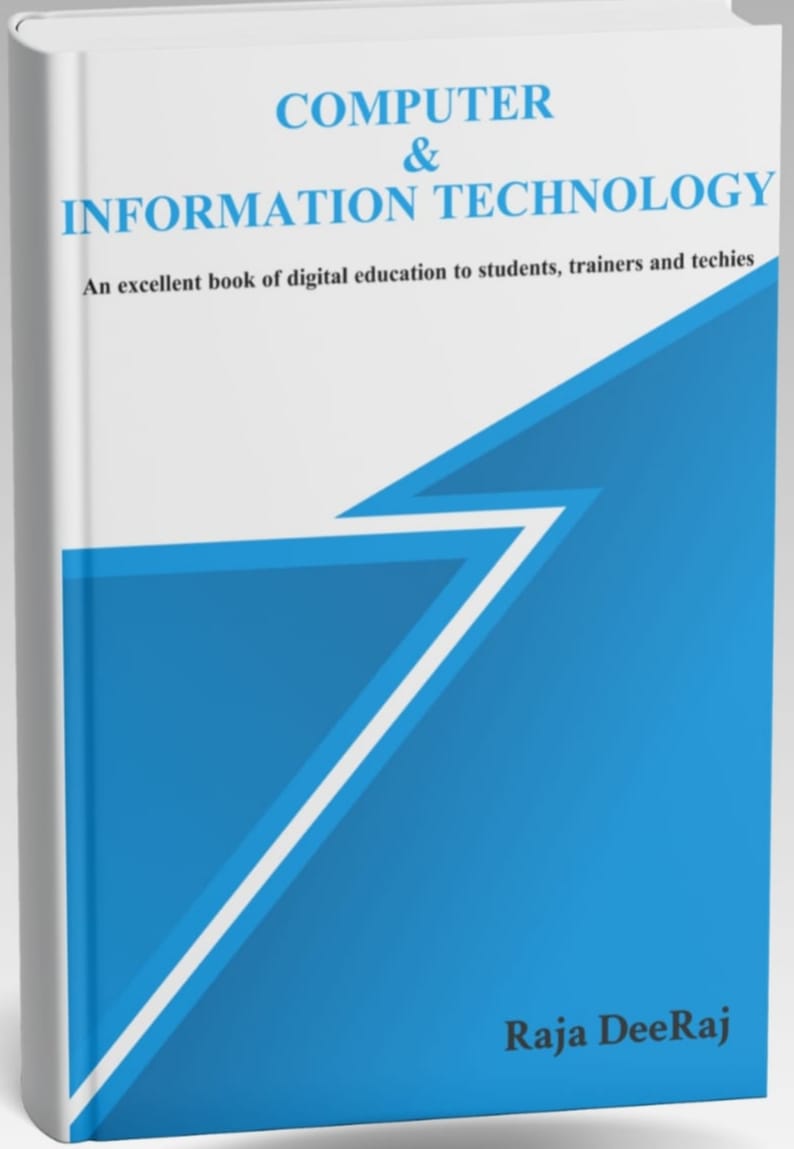 COMPUTER
&
INFORMATION TECHNOLOGY
An excellent book of digital education to students, trainers and techies
Raja DeeRaj